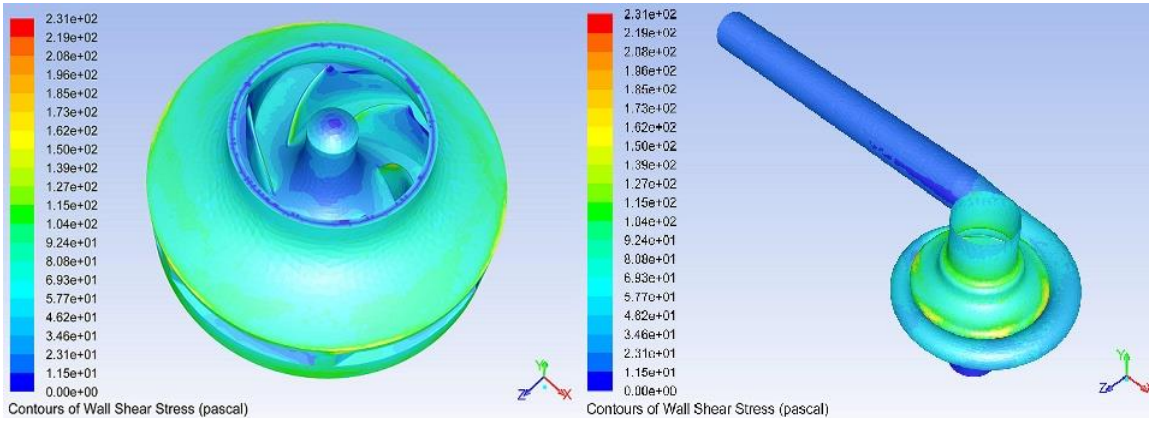 2.31e+02
2.19e+02
2.08e+02
1.96e+02
1.85e+02
1.73e+02
1.62e+02
1.50e+02
1.39e+02
1.27e+02
1.15e+02
1.04e+02
9.24e+01
8.08e+01
6.93e+01
5.77e+01
4.62e+01
3.46e+01
2.31e+01
1.15e+01
0.00e+00
Y
Z
X
Contours of Wall Shear Stress (pascal)
2.31e+02
2.19e+02
2.08e+02
1.96e+02
1.85e+02
1.73e+02
1.62e+02
1.50e+02
1.39e+02
1.27e+02
1.15e+02
1.04e+02
9.24e+01
8.08e+01
6.93e+01
5.77e+01
4.62e+01
3.46e+01
2.31e+01
1.15e+01
0.00e+00
Y
Z
X
Contours of Wall Shear Stress (pascal)